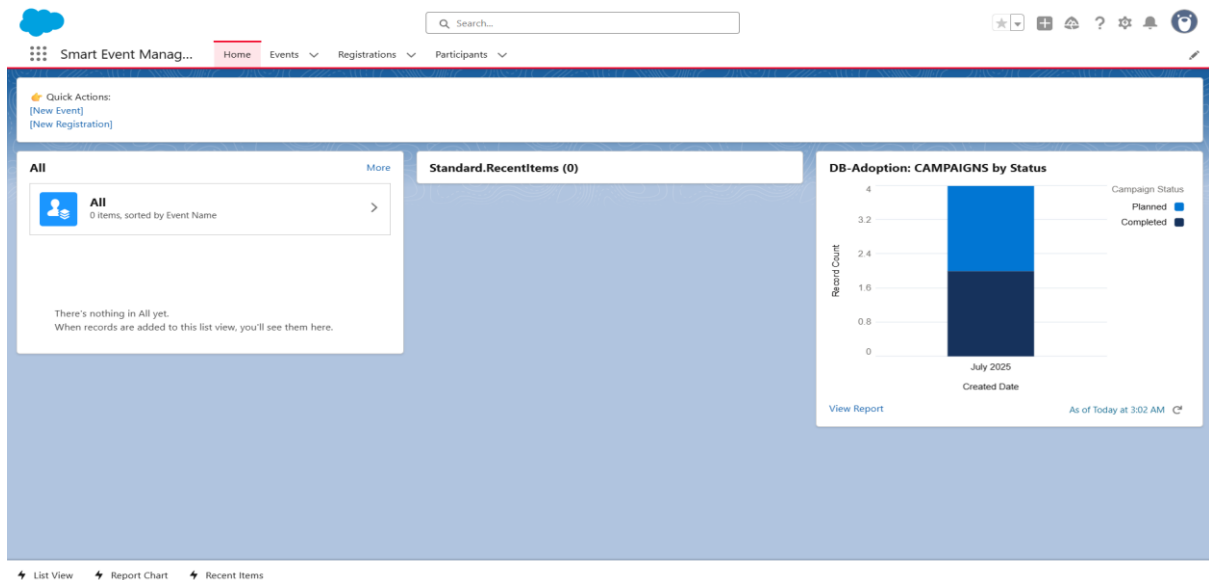 Search...
Smart Event Manag...
Home
Events
Registrations
Participants
👉 Quick Actions:
[New Event]
[New Registration]
All
More
All
0 items, sorted by Event Name
There's nothing in All yet.
When records are added to this list view, you'll see them here.
Standard.RecentItems (0)
DB-Adoption: CAMPAIGNS by Status
Campaign Status
Planned
Completed
Record Count
4
3.2
2.4
1.6
0.8
0
July 2025
Created Date
View Report
As of Today at 3:02 AM
List View
Report Chart
Recent Items